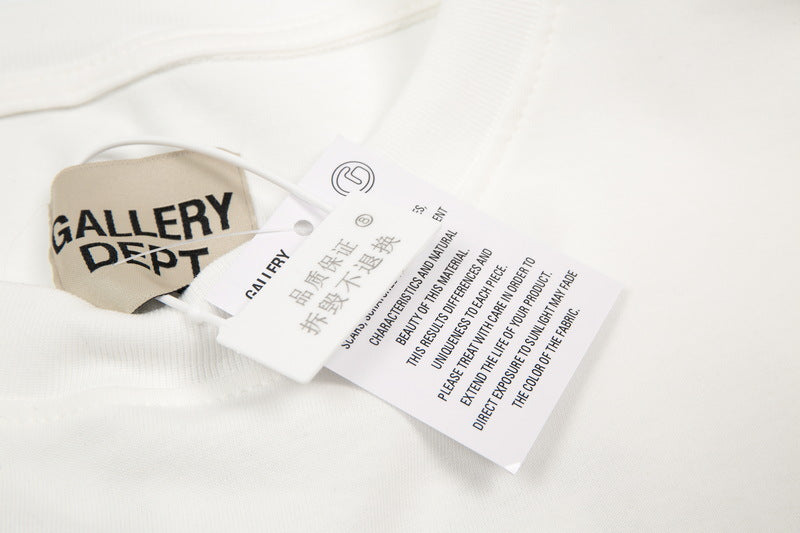 GALLERY
DEPT
GALLERY
品质保证 ®
拆毁不退换
ES,
ENT
CHARACTERISTICS AND NATURAL
BEAUTY OF THIS MATERIAL.
THIS RESULTS DIFFERENCES AND
UNIQUENESS TO EACH PIECE
PLEASE TREAT WITH CARE IN ORDER TO
EXTEND THE LIFE OF YOUR PRODUCT.
DIRECT EXPOSURE TO SUNLIGHT MAY FADE
THE COLOR OF THE FABRIC.